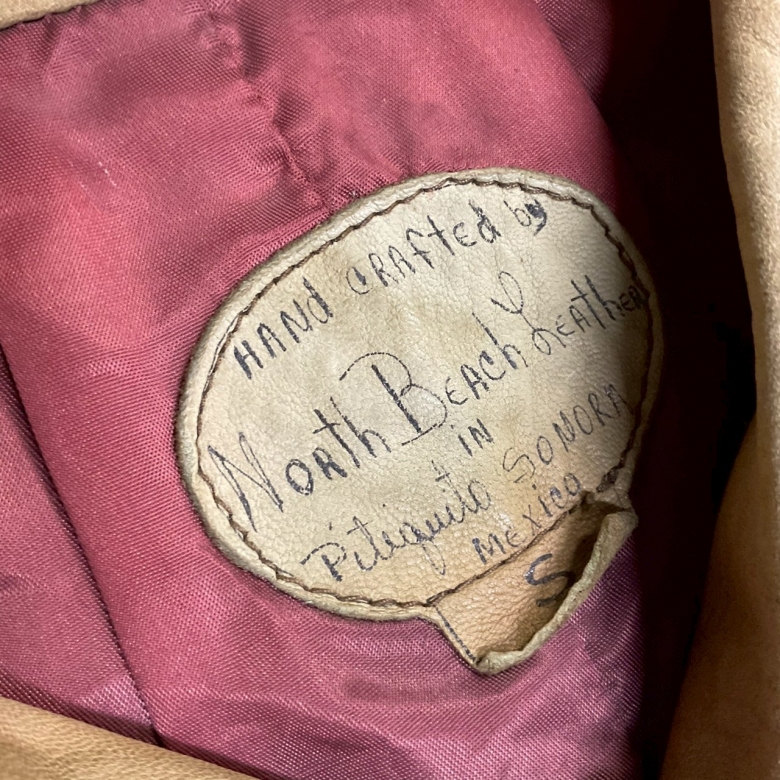 HAND CRAfTEd by
NORTh BEACh LEAThER
IN
Pitiquito SONORA
MEXICO
S